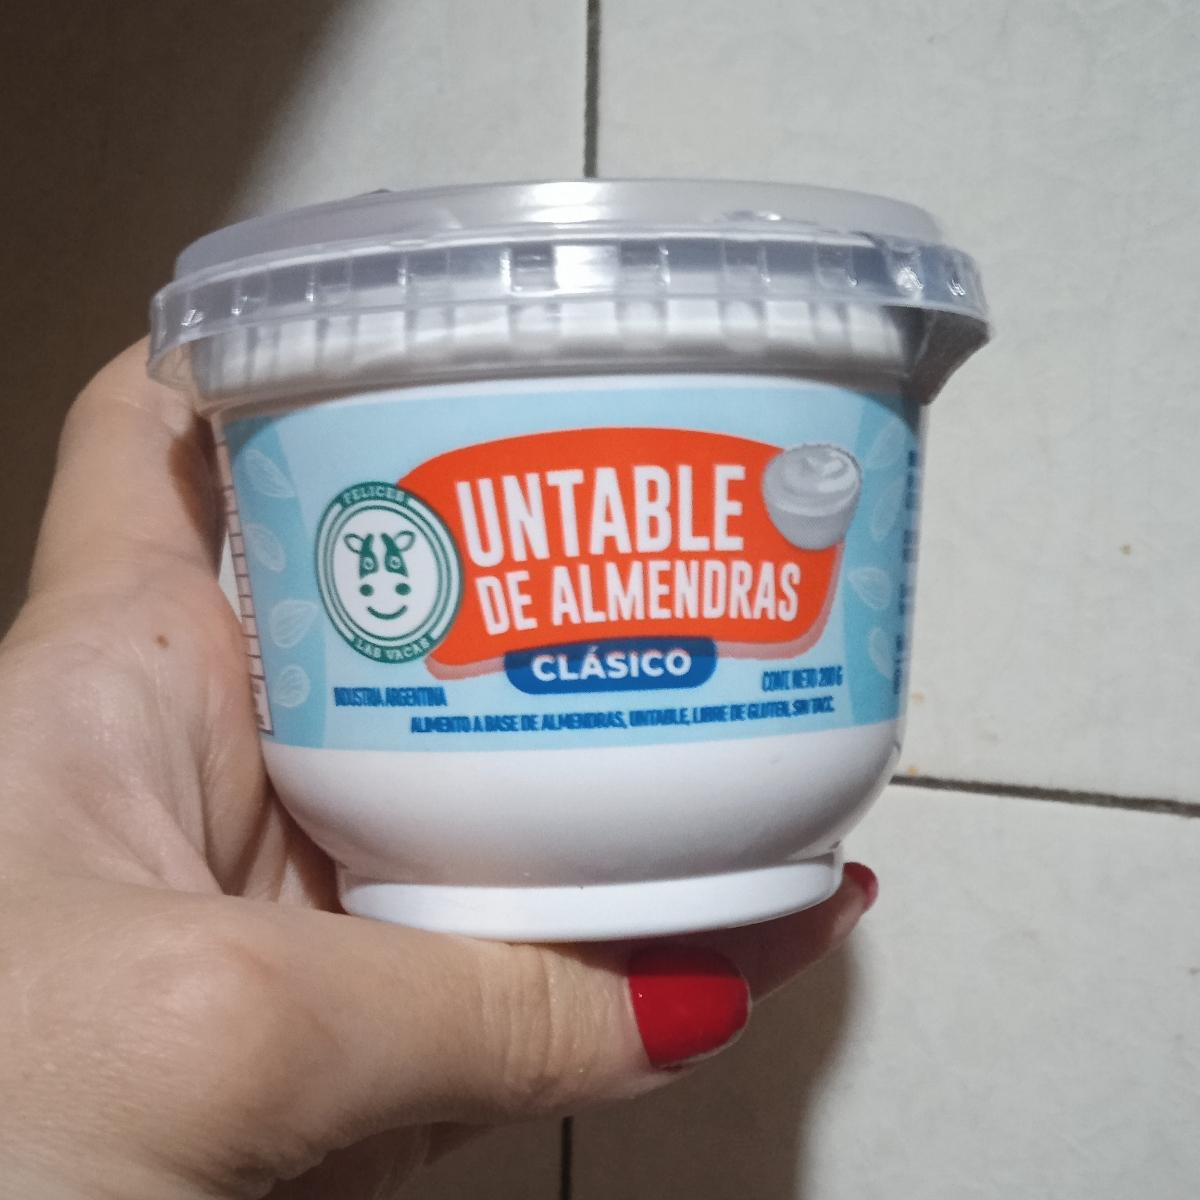 UNTABLE
DE ALMENDRAS
FELICES
LAS VACAS
CLÁSICO
INDUSTRIA ARGENTINA
CONT. NETO 200 G
ALIMENTO A BASE DE ALMENDRAS, UNTABLE, LIBRE DE GLUTEN, SIN TACC.